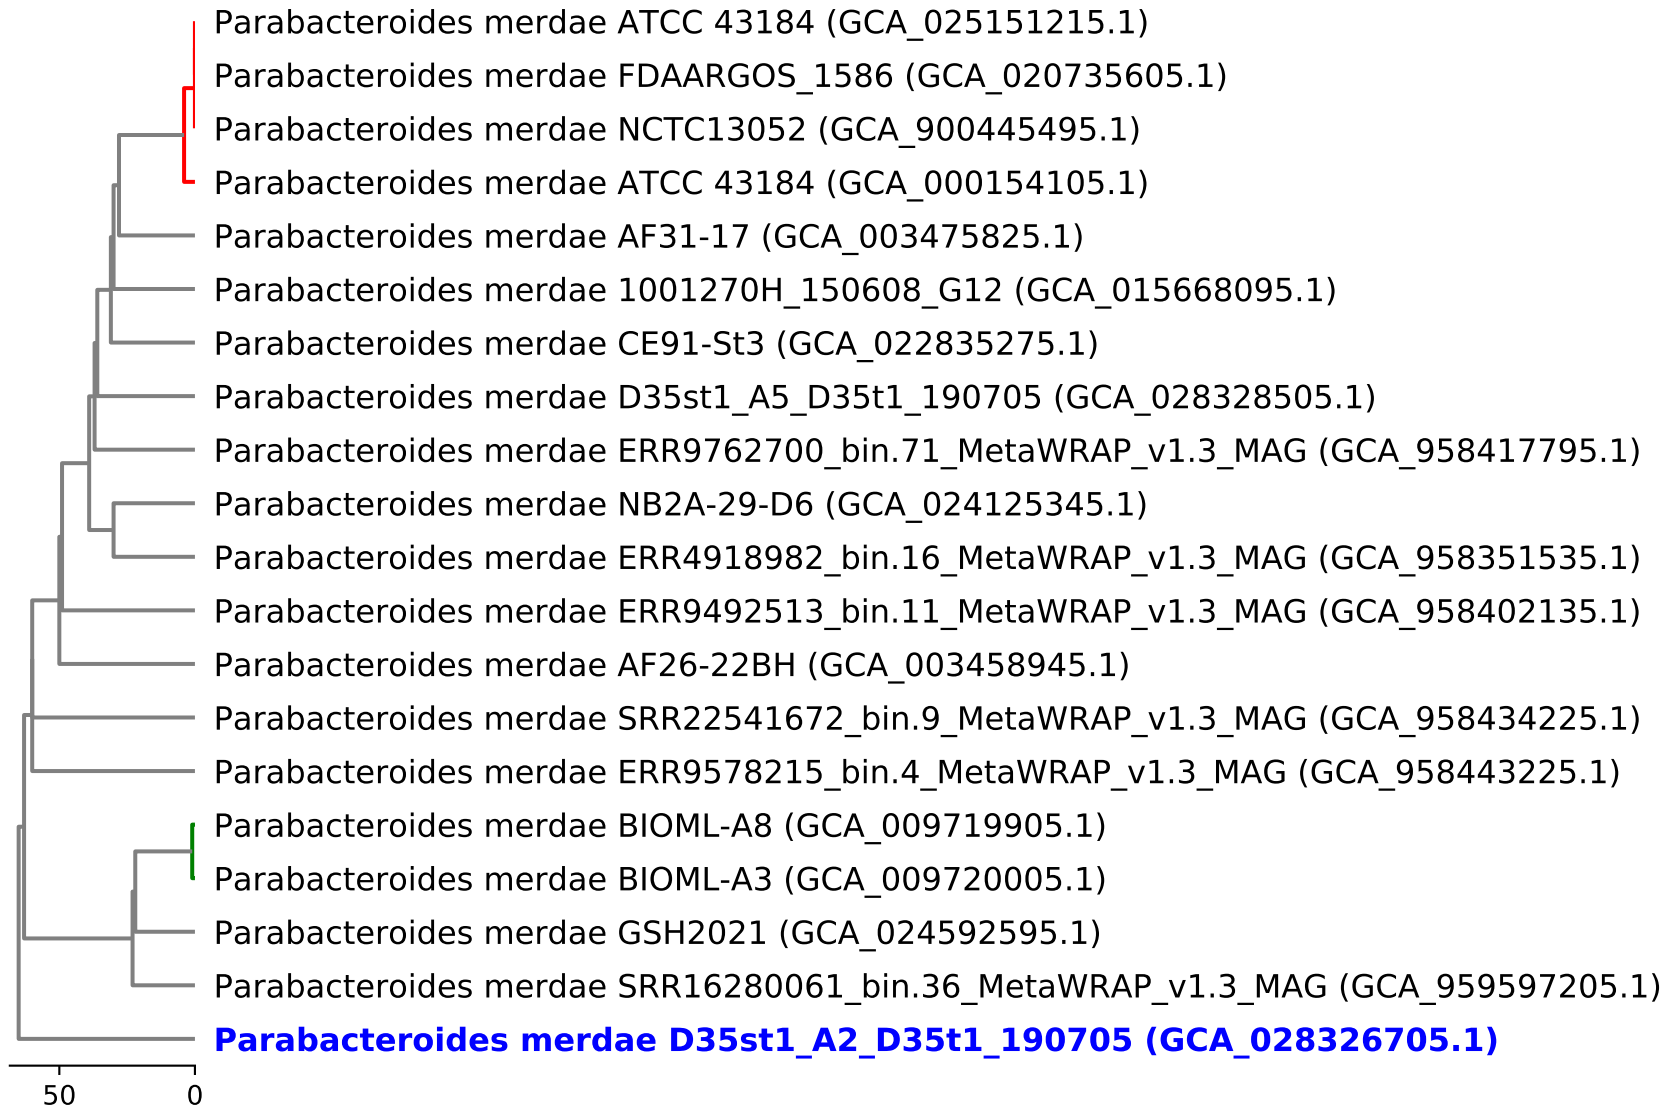 Parabacteroides merdae ATCC 43184 (GCA_025151215.1)
Parabacteroides merdae FDAARGOS_1586 (GCA_020735605.1)
Parabacteroides merdae NCTC13052 (GCA_900445495.1)
Parabacteroides merdae ATCC 43184 (GCA_000154105.1)
Parabacteroides merdae AF31-17 (GCA_003475825.1)
Parabacteroides merdae 1001270H_150608_G12 (GCA_015668095.1)
Parabacteroides merdae CE91-St3 (GCA_022835275.1)
Parabacteroides merdae D35st1_A5_D35t1_190705 (GCA_028328505.1)
Parabacteroides merdae ERR9762700_bin.71_MetaWRAP_v1.3_MAG (GCA_958417795.1)
Parabacteroides merdae NB2A-29-D6 (GCA_024125345.1)
Parabacteroides merdae ERR4918982_bin.16_MetaWRAP_v1.3_MAG (GCA_958351535.1)
Parabacteroides merdae ERR9492513_bin.11_MetaWRAP_v1.3_MAG (GCA_958402135.1)
Parabacteroides merdae AF26-22BH (GCA_003458945.1)
Parabacteroides merdae SRR22541672_bin.9_MetaWRAP_v1.3_MAG (GCA_958434225.1)
Parabacteroides merdae ERR9578215_bin.4_MetaWRAP_v1.3_MAG (GCA_958443225.1)
Parabacteroides merdae BIOML-A8 (GCA_009719905.1)
Parabacteroides merdae BIOML-A3 (GCA_009720005.1)
Parabacteroides merdae GSH2021 (GCA_024592595.1)
Parabacteroides merdae SRR16280061_bin.36_MetaWRAP_v1.3_MAG (GCA_959597205.1)
Parabacteroides merdae D35st1_A2_D35t1_190705 (GCA_028326705.1)
50 0